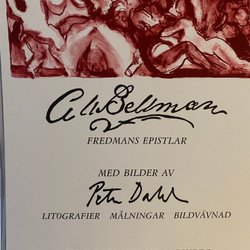 C M Bellman
FREDMANS EPISTLAR
MED BILDER AV
Peter Dahl
LITOGRAFIER MÅLNINGAR BILDVÄVNAD